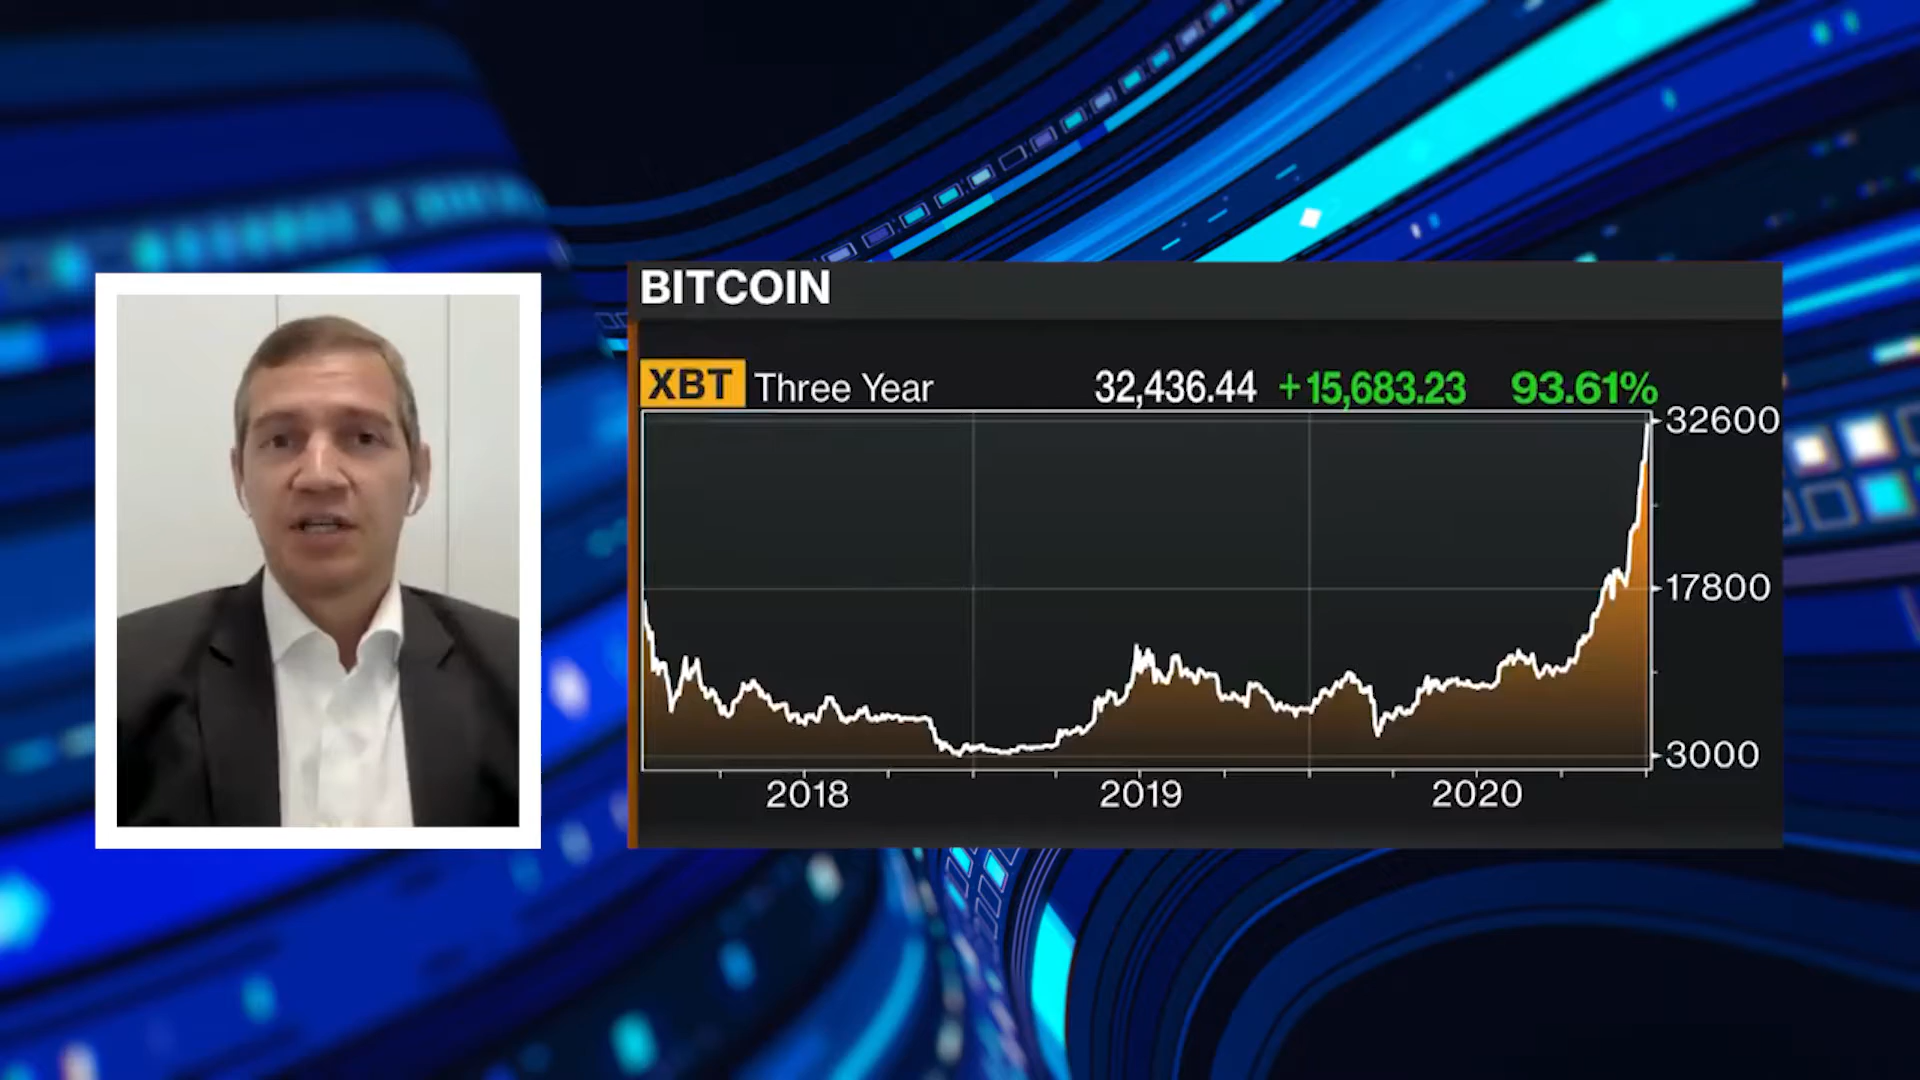 BITCOIN
XBT Three Year 32,436.44 +15,683.23 93.61%
32600
17800
3000
2018 2019 2020